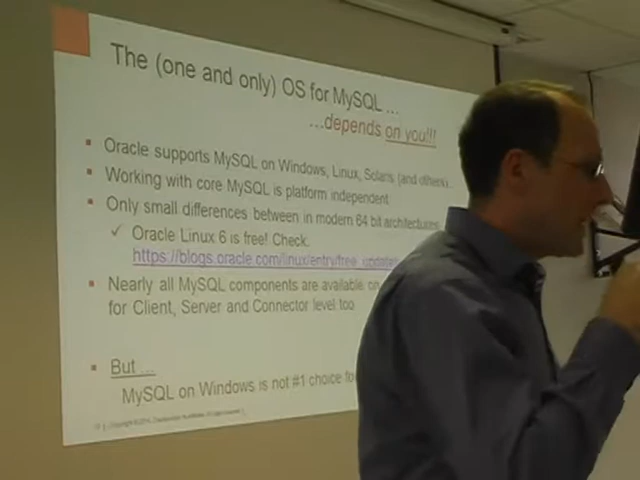 The (one and only) OS for MySQL ...
...depends on you!!!
Oracle supports MySQL on Windows, Linux, Solaris (and others)...
Working with core MySQL is platform independent
Only small differences between in modern 64 bit architectures
✓ Oracle Linux 6 is free! Check.
https://blogs.oracle.com/linux/entry/free_updates
Nearly all MySQL components are available
for Client, Server and Connector level too
But ...
MySQL on Windows is not #1 choice